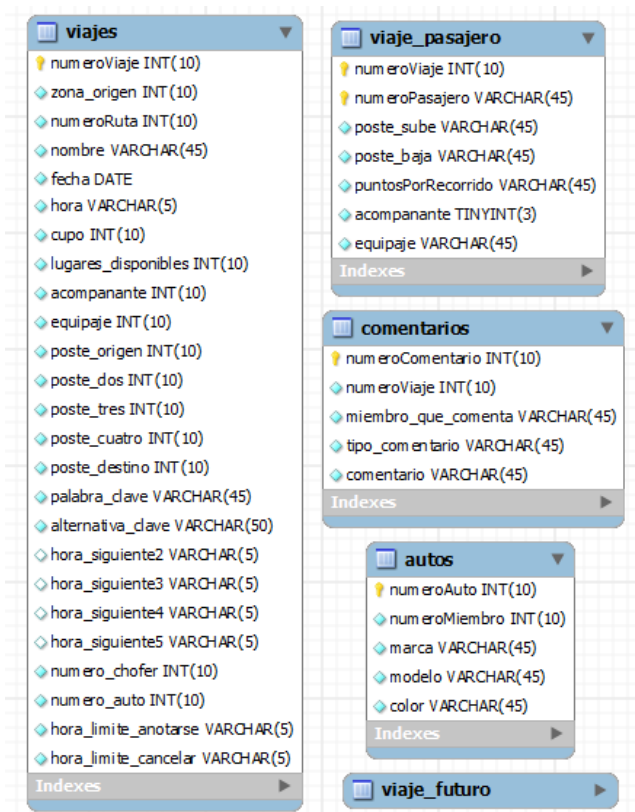 viajes
numeroViaje INT(10)
zona_origen INT(10)
numeroRuta INT(10)
nombre VARCHAR(45)
fecha DATE
hora VARCHAR(5)
cupo INT(10)
lugares_disponibles INT(10)
acompanante INT(10)
equipaje INT(10)
poste_origen INT(10)
poste_dos INT(10)
poste_tres INT(10)
poste_cuatro INT(10)
poste_destino INT(10)
palabra_clave VARCHAR(45)
alternativa_clave VARCHAR(50)
hora_siguiente2 VARCHAR(5)
hora_siguiente3 VARCHAR(5)
hora_siguiente4 VARCHAR(5)
hora_siguiente5 VARCHAR(5)
numero_chofer INT(10)
numero_auto INT(10)
hora_limite_anotarse VARCHAR(5)
hora_limite_cancelar VARCHAR(5)
Indexes
viaje_pasajero
numeroViaje INT(10)
numeroPasajero VARCHAR(45)
poste_sube VARCHAR(45)
poste_baja VARCHAR(45)
puntosPorRecorrido VARCHAR(45)
acompanante TINYINT(3)
equipaje VARCHAR(45)
Indexes
comentarios
numeroComentario INT(10)
numeroViaje INT(10)
miembro_que_comenta VARCHAR(45)
tipo_comentario VARCHAR(45)
comentario VARCHAR(45)
Indexes
autos
numeroAuto INT(10)
numeroMiembro INT(10)
marca VARCHAR(45)
modelo VARCHAR(45)
color VARCHAR(45)
Indexes
viaje_futuro